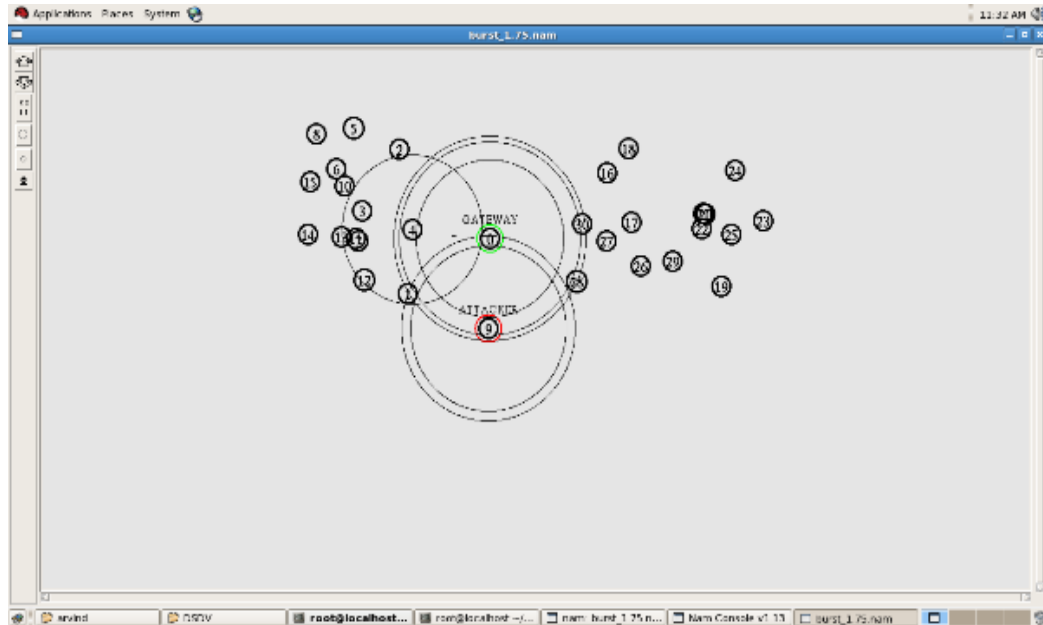 Applications Places System
11:32 AM
burst_1.75.nam
8
5
2
18
6
16
24
15
10
3
GATEWAY
14
13
4
0
30
17
22
23
27
25
26
29
12
1
28
19
ATTACKER
9
arvind
DSDV
root@localhost...
root@localhost:~/...
nam: burst_1.75.n...
Nam Console v1.13
burst_1.75.nam